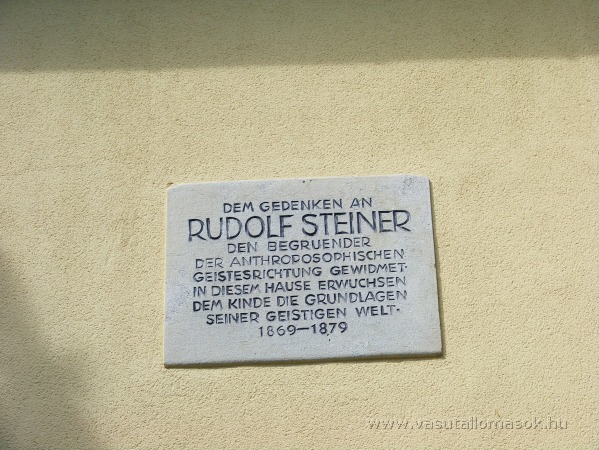 DEM GEDENKEN AN
RUDOLF STEINER
DEN BEGRUENDER
DER ANTHROPOSOPHISCHEN
GEISTESRICHTUNG GEWIDMET.
IN DIESEM HAUSE ERWUCHSEN
DEM KINDE DIE GRUNDLAGEN
SEINER GEISTIGEN WELT.
1869-1879
www.vasutallomasok.hu